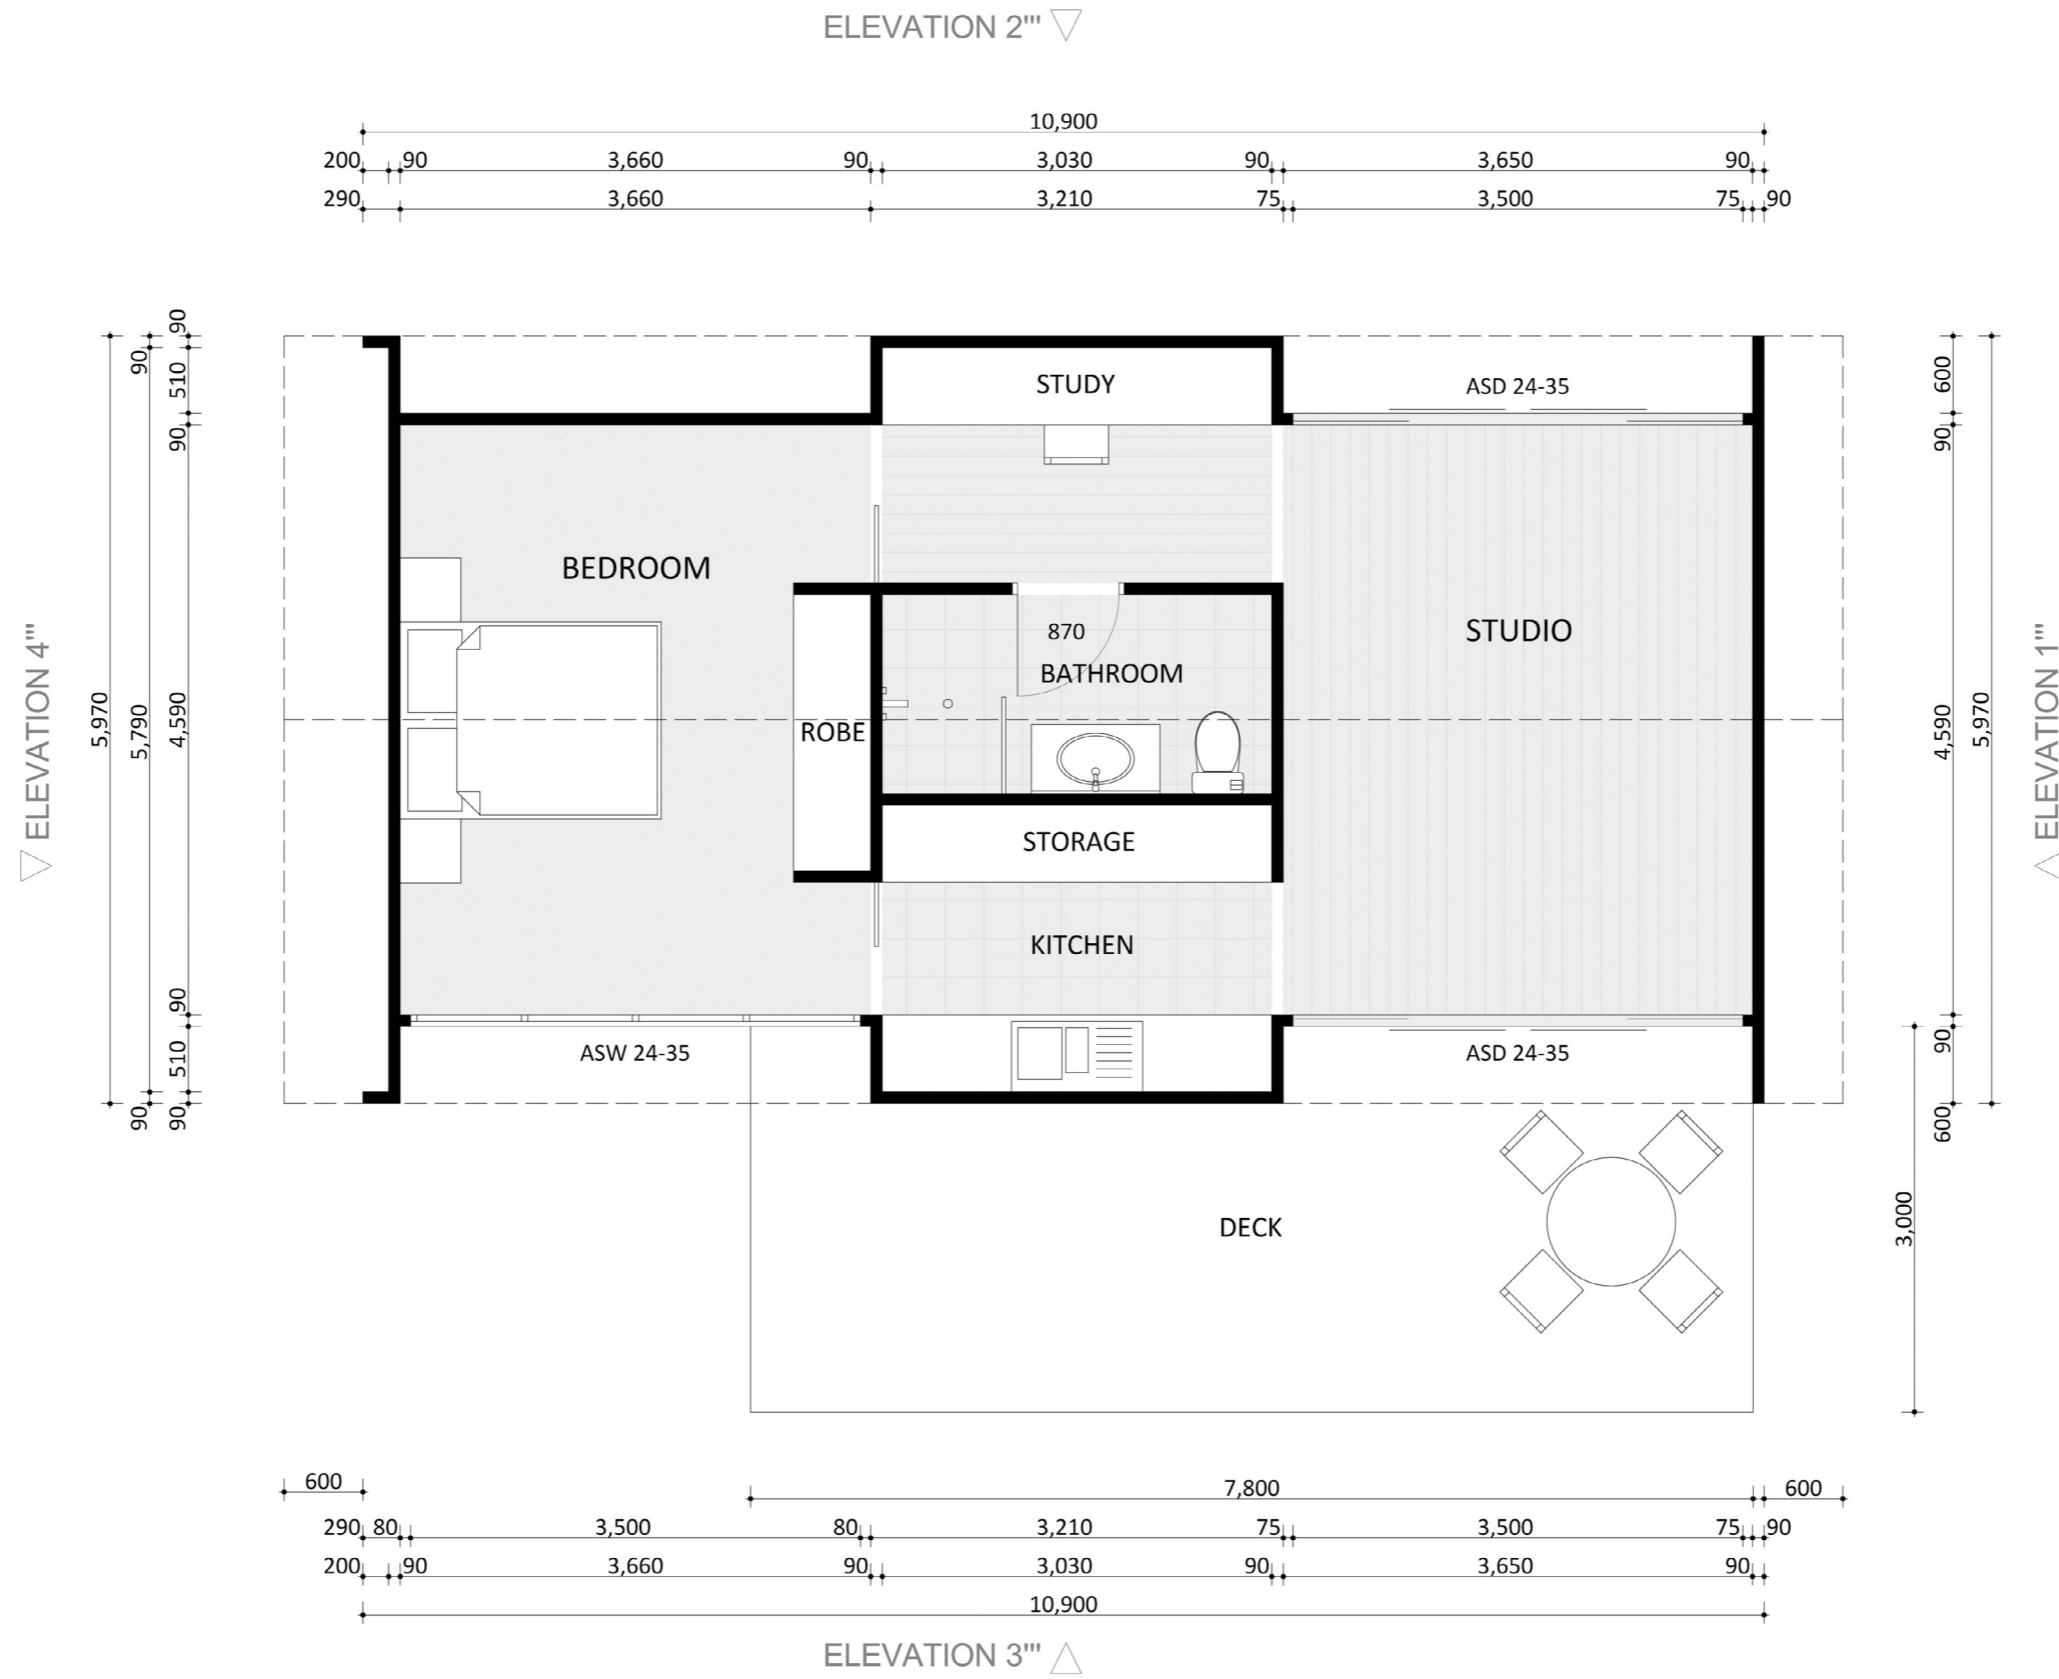 ELEVATION 2'''
10,900
200 90 3,660 90 3,030 90 3,650 90
290 3,660 3,210 75 3,500 75 90
90
90
510
600
STUDY
ASD 24-35
90
90
BEDROOM
870
STUDIO
BATHROOM
ELEVATION 4'''
5,970
5,790
4,590
ROBE
4,590
5,970
ELEVATION 1'''
STORAGE
KITCHEN
90
510
ASW 24-35
ASD 24-35
90
90
90
600
3,000
DECK
600
7,800
600
290 80 3,500 80 3,210 75 3,500 75 90
200 90 3,660 90 3,030 90 3,650 90
10,900
ELEVATION 3'''